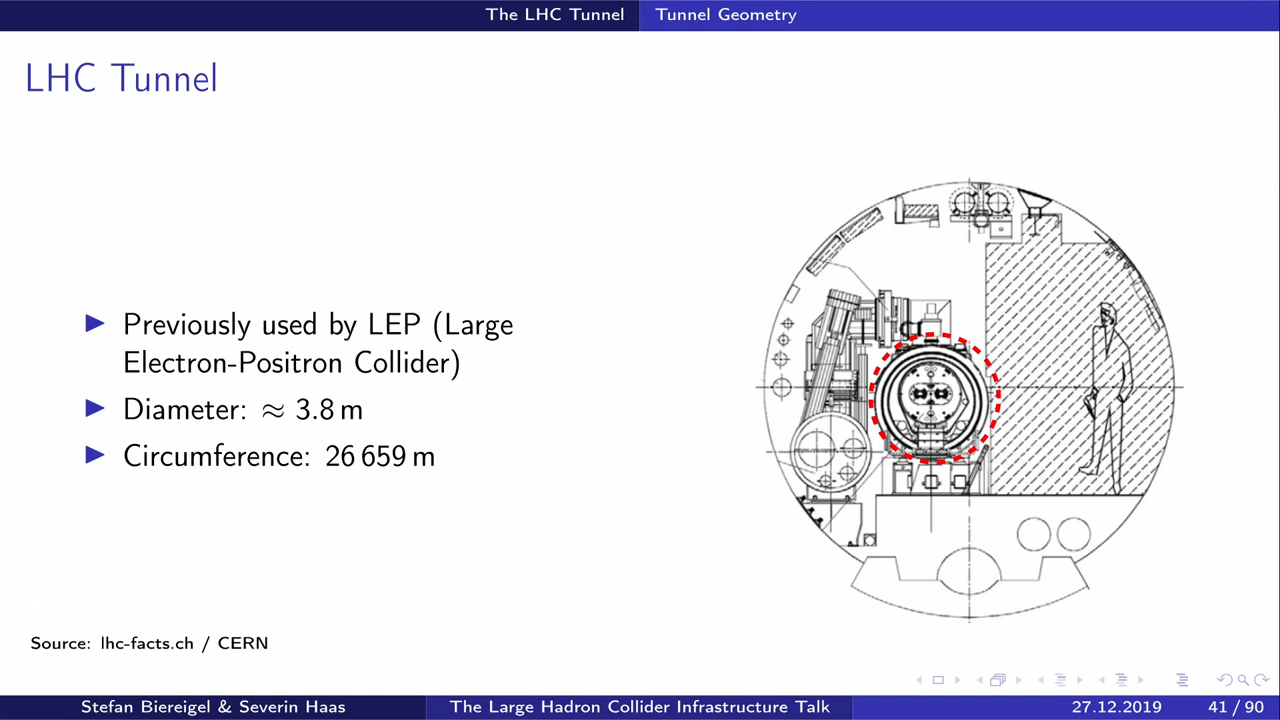 The LHC Tunnel Tunnel Geometry
LHC Tunnel
Previously used by LEP (Large
Electron-Positron Collider)
Diameter: ≈ 3.8 m
Circumference: 26 659 m
Source: lhc-facts.ch / CERN
Stefan Biereigel & Severin Haas The Large Hadron Collider Infrastructure Talk 27.12.2019 41 / 90